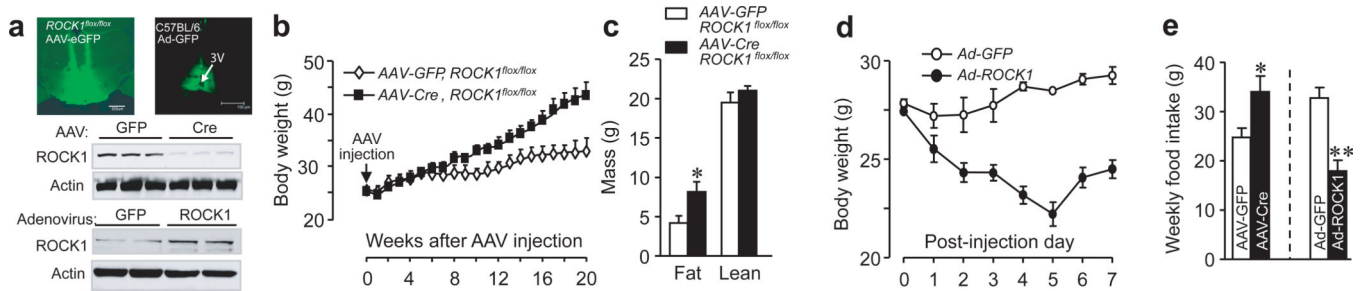 a
ROCK1flox/flox
AAV-eGFP
C57BL/6
Ad-GFP
3V
AAV: GFP Cre
ROCK1
Actin
Adenovirus: GFP ROCK1
ROCK1
Actin
b
Body weight (g)
50
40
30
20
AAV-GFP, ROCK1flox/flox
AAV-Cre , ROCK1flox/flox
AAV
injection
Weeks after AAV injection
0 4 8 12 16 20
c
AAV-GFP
ROCK1flox/flox
AAV-Cre
ROCK1flox/flox
Mass (g)
25
20
15
10
5
0
*
Fat Lean
d
Ad-GFP
Ad-ROCK1
Body weight (g)
30
27
25
22
20
Post-injection day
0 1 2 3 4 5 6 7
e
Weekly food intake (g)
40
30
20
10
0
*
**
AAV-GFP
AAV-Cre
Ad-GFP
Ad-ROCK1